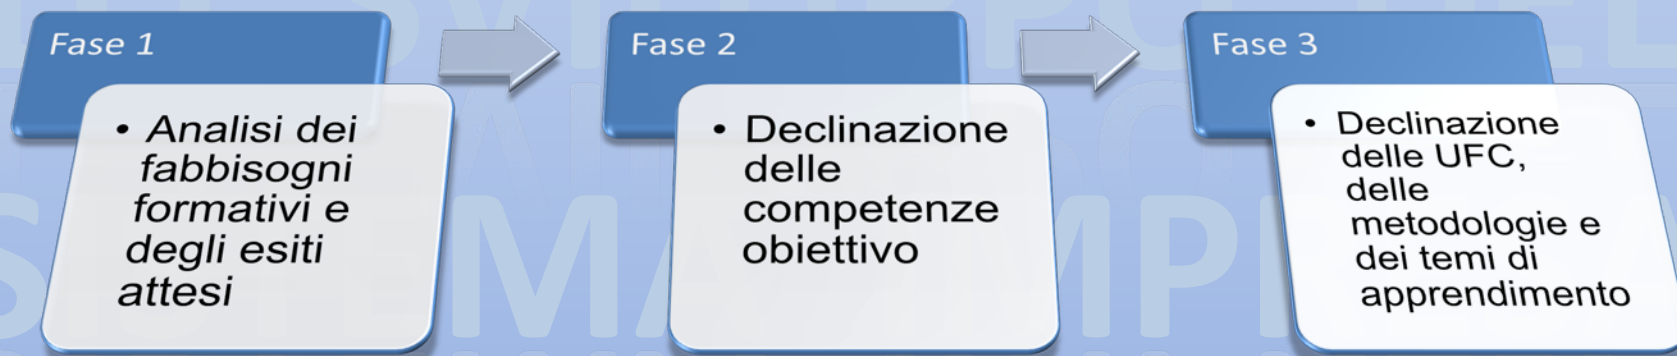 Fase 1
• Analisi dei
fabbisogni
formativi e
degli esiti
attesi
Fase 2
• Declinazione
delle
competenze
obiettivo
Fase 3
• Declinazione
delle UFC,
delle
metodologie e
dei temi di
apprendimento